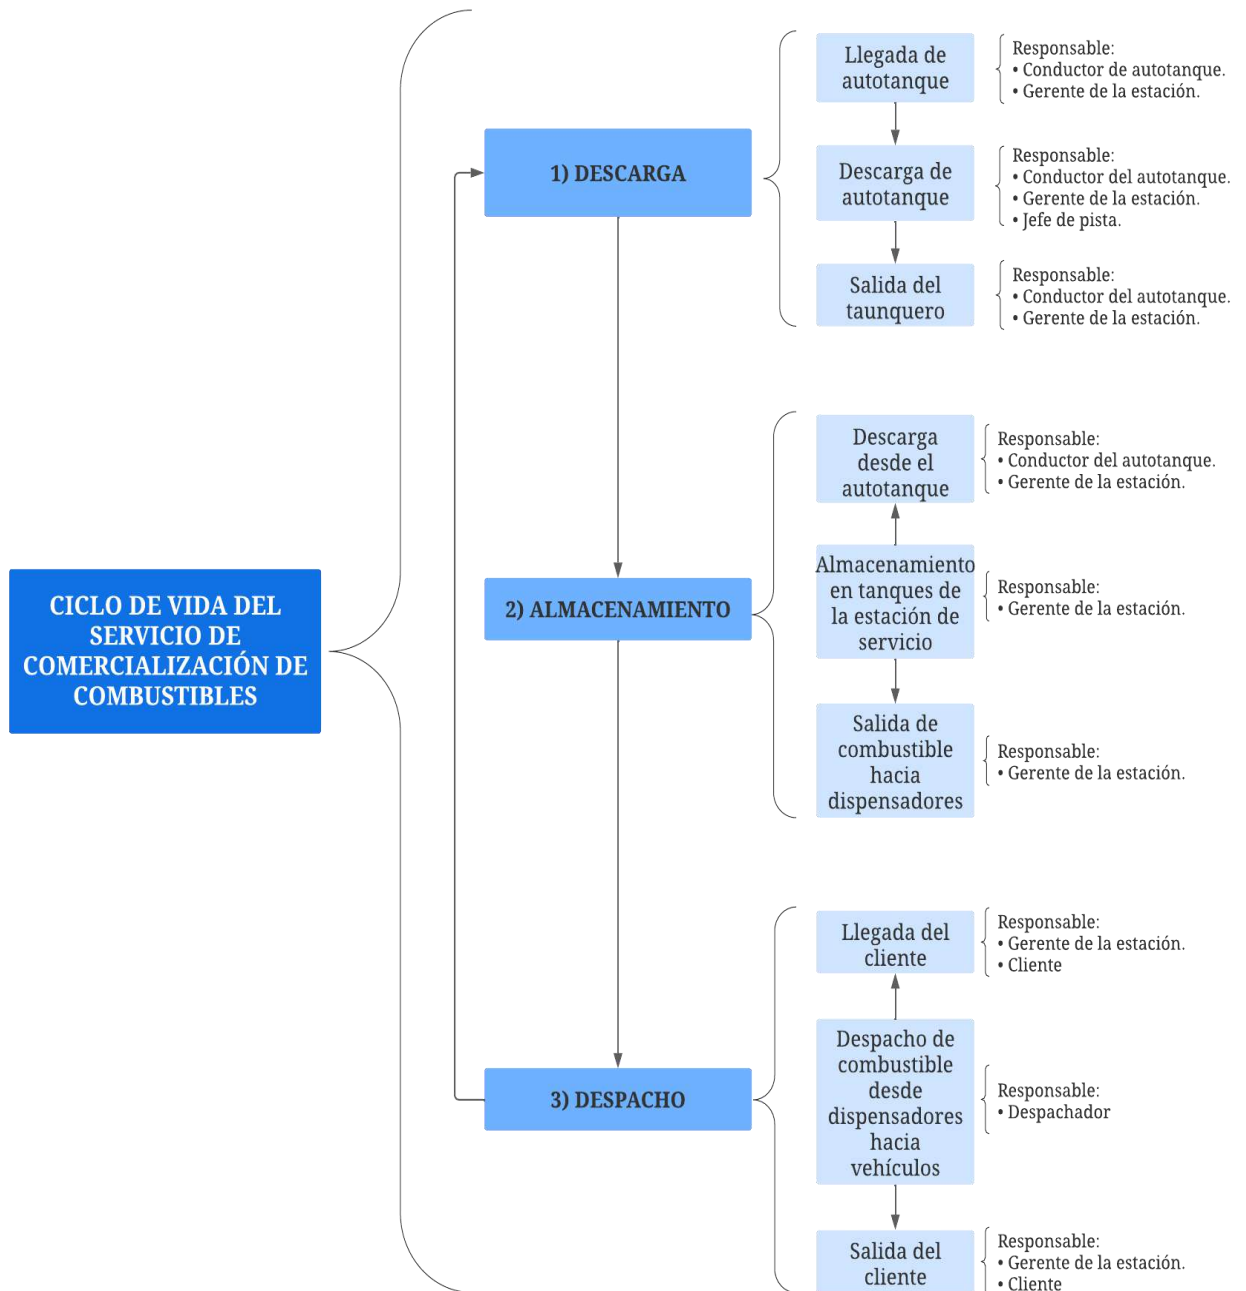 CICLO DE VIDA DEL
SERVICIO DE
COMERCIALIZACIÓN DE
COMBUSTIBLES
1) DESCARGA
Llegada de
autotanque
Responsable:
• Conductor de autotanque.
• Gerente de la estación.
Descarga de
autotanque
Responsable:
• Conductor del autotanque.
• Gerente de la estación.
• Jefe de pista.
Salida del
taunquero
Responsable:
• Conductor del autotanque.
• Gerente de la estación.
2) ALMACENAMIENTO
Descarga
desde el
autotanque
Responsable:
• Conductor del autotanque.
• Gerente de la estación.
Almacenamiento
en tanques de
la estación de
servicio
Responsable:
• Gerente de la estación.
Salida de
combustible
hacia
dispensadores
Responsable:
• Gerente de la estación.
3) DESPACHO
Llegada del
cliente
Responsable:
• Gerente de la estación.
• Cliente
Despacho de
combustible
desde
dispensadores
hacia
vehículos
Responsable:
• Despachador
Salida del
cliente
Responsable:
• Gerente de la estación.
• Cliente